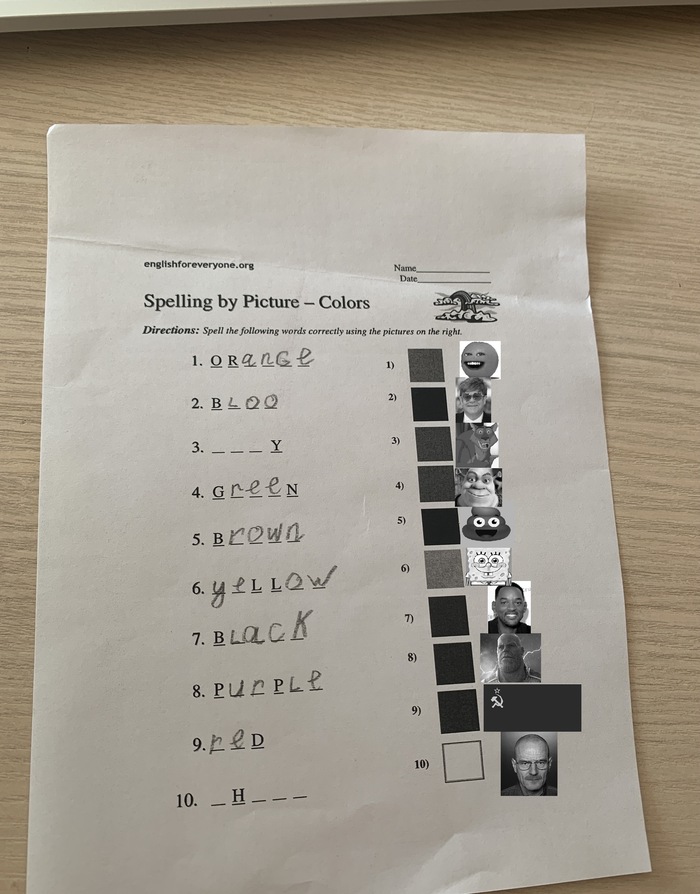 englishforeveryone.org
Name__________
Date__________
Spelling by Picture – Colors
Directions: Spell the following words correctly using the pictures on the right.
1. ORanGe
2. BLOO
3. _ _ _ Y
4. GreeN
5. Brown
6. yeLLOW
7. BLacK
8. PurPLe
9. reD
10. _ H _ _ _
1)
2)
3)
4)
5)
6)
7)
8)
9)
10)